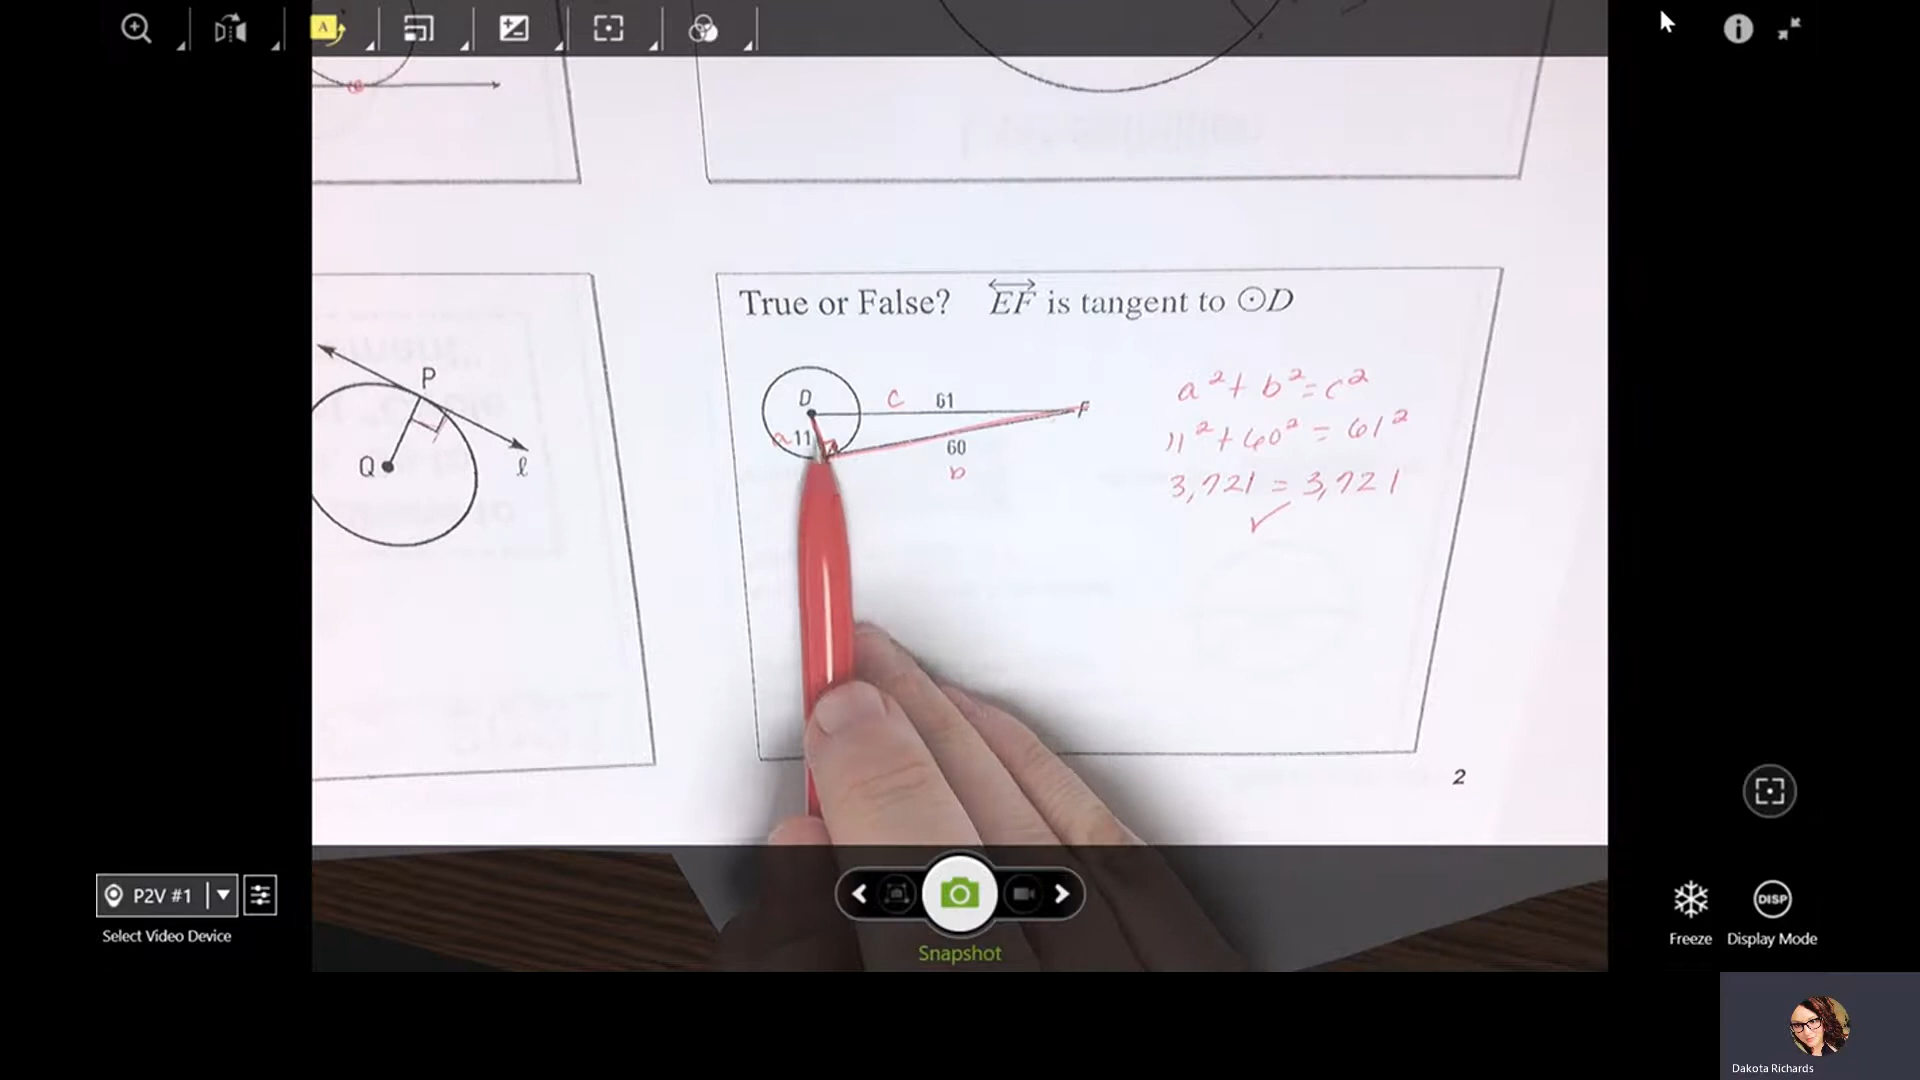 A
True or False? EF is tangent to ⊙D
P
Q
ℓ
D
c
61
F
a 11
60
b
a² + b² = c²
11² + 60² = 61²
3,721 = 3,721
✓
2
P2V #1
Select Video Device
Snapshot
Freeze
DISP
Display Mode
Dakota Richards